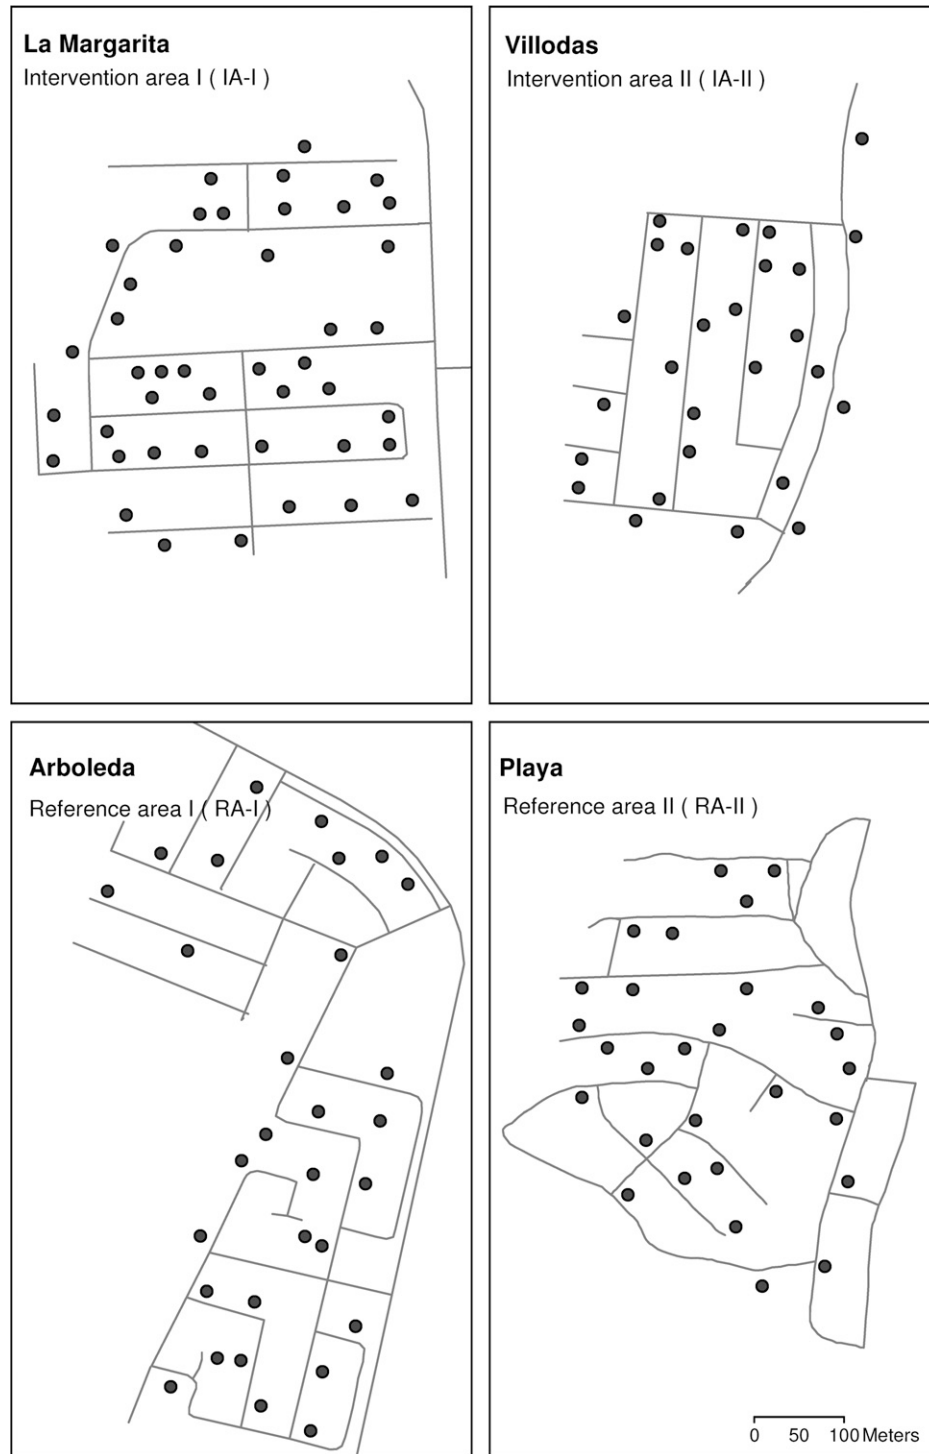 La Margarita
Intervention area I ( IA-I )
Villodas
Intervention area II ( IA-II )
Arboleda
Reference area I ( RA-I )
Playa
Reference area II ( RA-II )
0 50 100 Meters